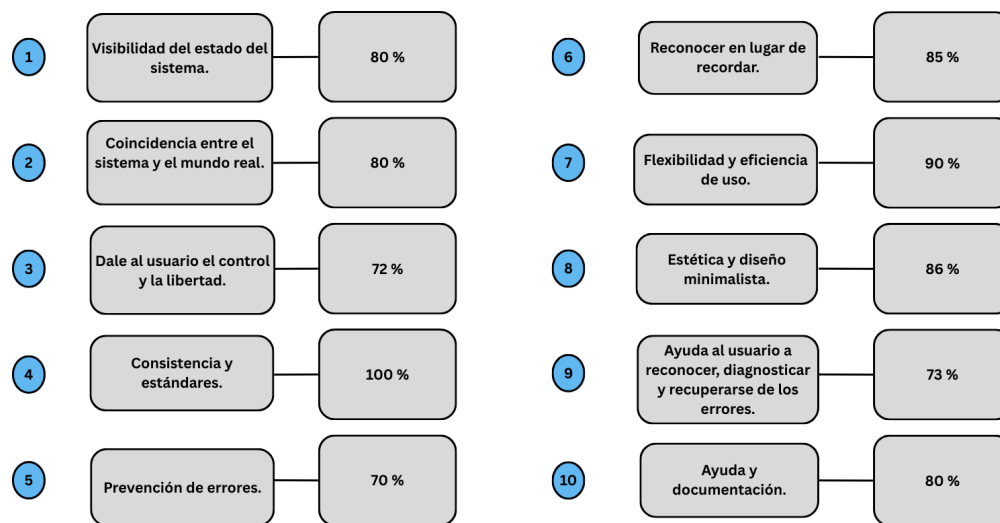 1
Visibilidad del estado del
sistema.
80 %
2
Coincidencia entre el
sistema y el mundo real.
80 %
3
Dale al usuario el control
y la libertad.
72 %
4
Consistencia y
estándares.
100 %
5
Prevención de errores.
70 %
6
Reconocer en lugar de
recordar.
85 %
7
Flexibilidad y eficiencia
de uso.
90 %
8
Estética y diseño
minimalista.
86 %
9
Ayuda al usuario a
reconocer, diagnosticar
y recuperarse de los
errores.
73 %
10
Ayuda y
documentación.
80 %